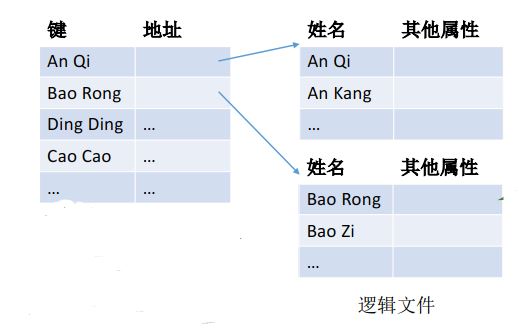 键 地址
An Qi
Bao Rong
Ding Ding …
Cao Cao …
… …
姓名 其他属性
An Qi
An Kang
…
姓名 其他属性
Bao Rong
Bao Zi
…
逻辑文件